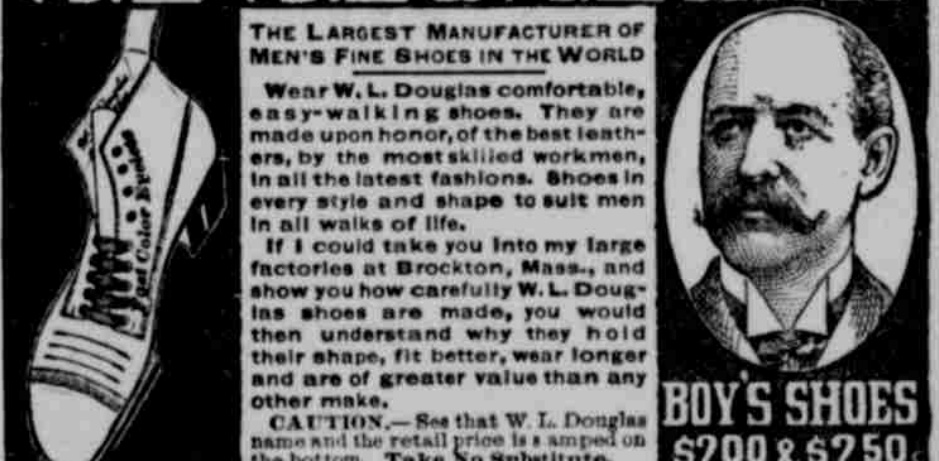 THE LARGEST MANUFACTURER OF
MEN'S FINE SHOES IN THE WORLD
Wear W. L. Douglas comfortable,
easy-walking shoes. They are
made upon honor, of the best leath-
ers, by the most skilled workmen,
in all the latest fashions. Shoes in
every style and shape to suit men
in all walks of life.
If I could take you into my large
factories at Brockton, Mass., and
show you how carefully W. L. Doug-
las shoes are made, you would
then understand why they hold
their shape, fit better, wear longer
and are of greater value than any
other make.
CAUTION.—See that W. L. Douglas
name and the retail price is s amped on
the bottom. Take No Substitute.
Fast Color Eyelets
BOY'S SHOES
$2.00 & $2.50